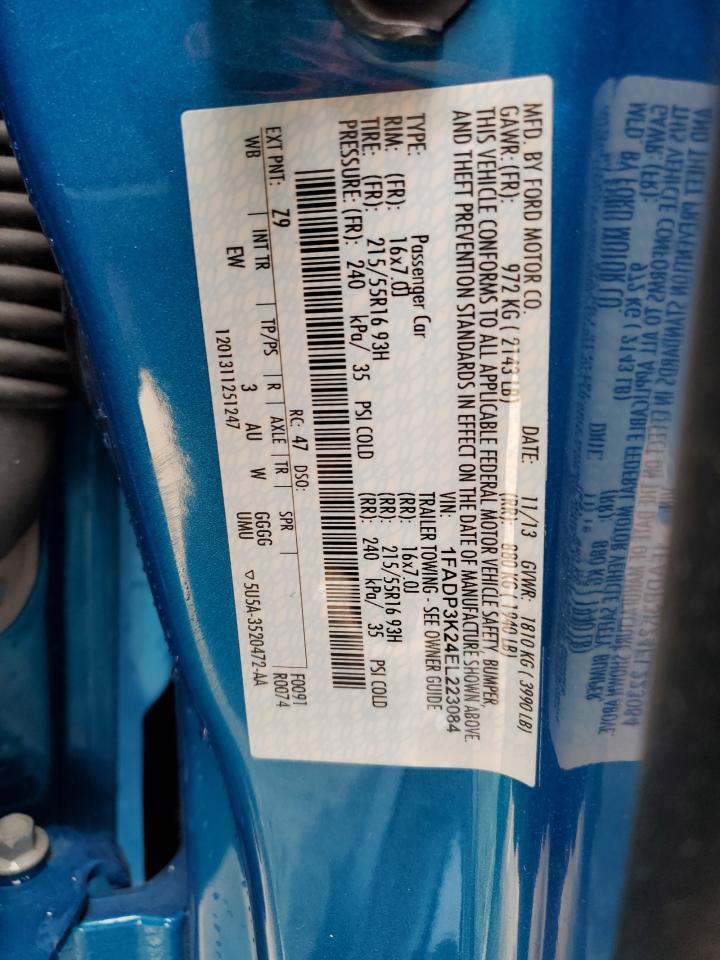 MFD. BY FORD MOTOR CO.
DATE: 11/13 GVWR: 1810 KG ( 3990 LB)
GAWR: (FR): 972 KG ( 2143 LB) (RR): 880 KG ( 1940 LB)
THIS VEHICLE CONFORMS TO ALL APPLICABLE FEDERAL MOTOR VEHICLE SAFETY BUMPER,
AND THEFT PREVENTION STANDARDS IN EFFECT ON THE DATE OF MANUFACTURE SHOWN ABOVE.
VIN: 1FADP3K24EL223084
TYPE: Passenger Car TRAILER TOWING - SEE OWNER GUIDE
RIM: (FR): 16x7.0J (RR): 16x7.0J
TIRE: (FR): 215/55R16 93H (RR): 215/55R16 93H
PRESSURE: (FR): 240 kPa/ 35 PSI COLD (RR): 240 kPa/ 35 PSI COLD
F0091
RC: 47 DSO: R0074
EXT PNT: Z9
WB INT TR TP/PS R AXLE TR SPR
EW 3 AU W GGGG
UMU
1201311251247 ▽5U5A-3520472-AA